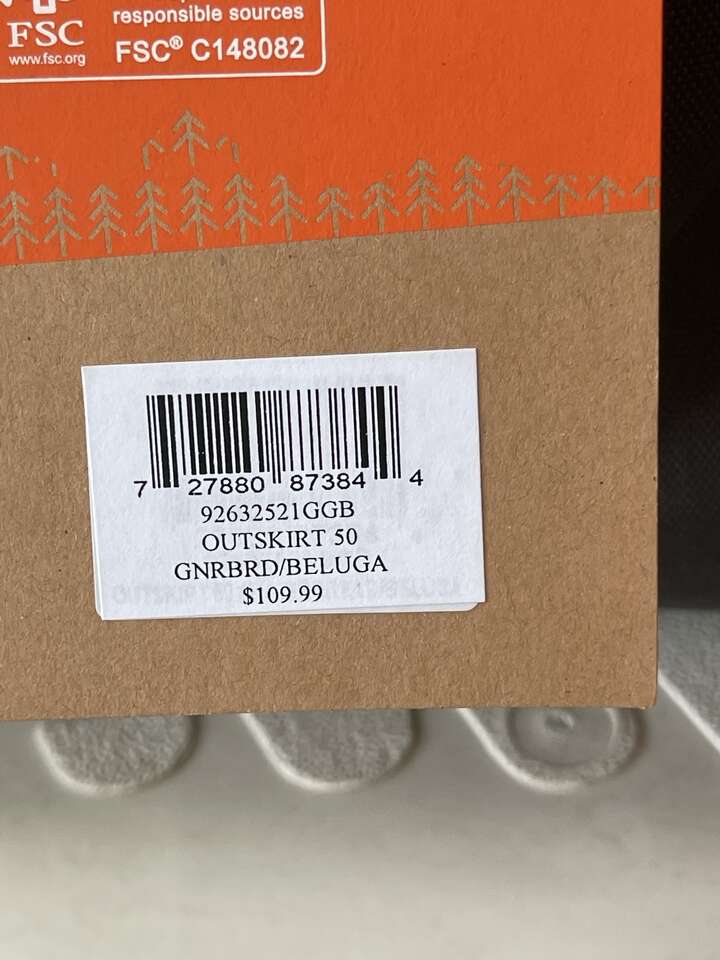 responsible sources
FSC
www.fsc.org
FSC® C148082
7 27880 87384 4
92632521GGB
OUTSKIRT 50
GNRBRD/BELUGA
$109.99